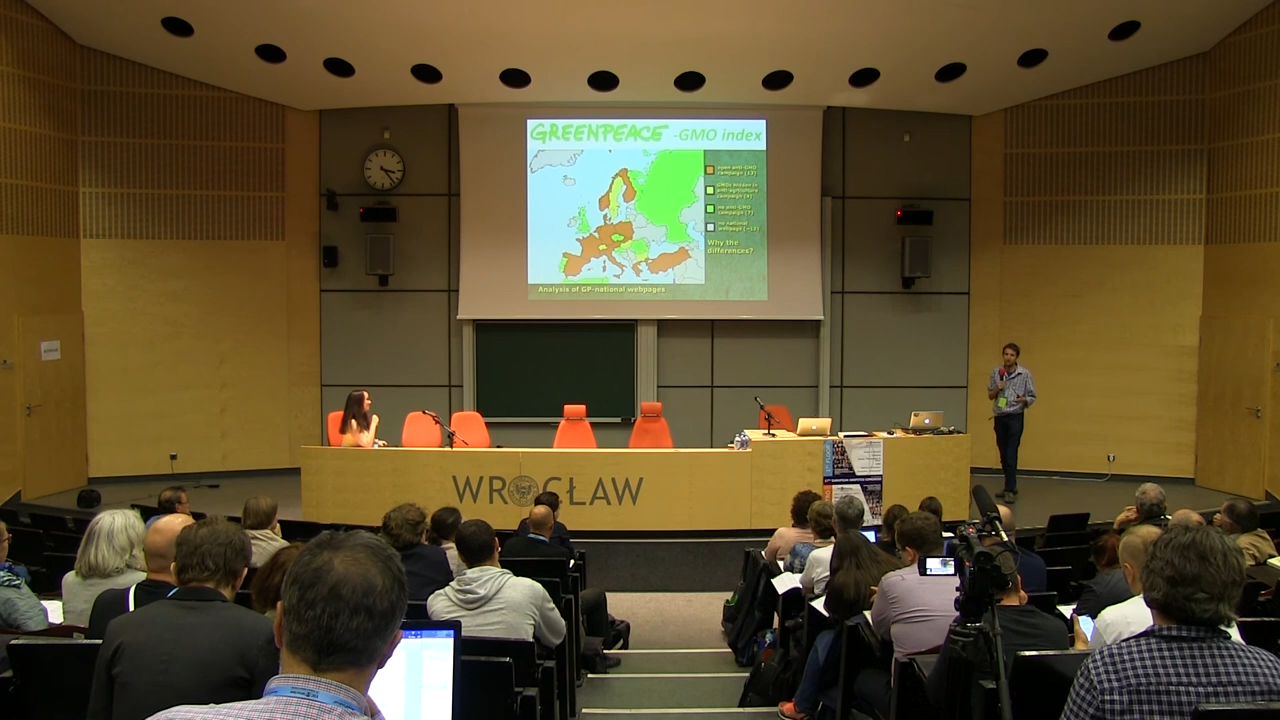 GREENPEACE -GMO index
open anti-GMO
campaign (13)
GMOs hidden in
anti-agriculture
campaign (4)
no anti-GMO
campaign (7)
no national
webpage (~11)
Why the
differences?
Analysis of GP-national webpages
WROCŁAW